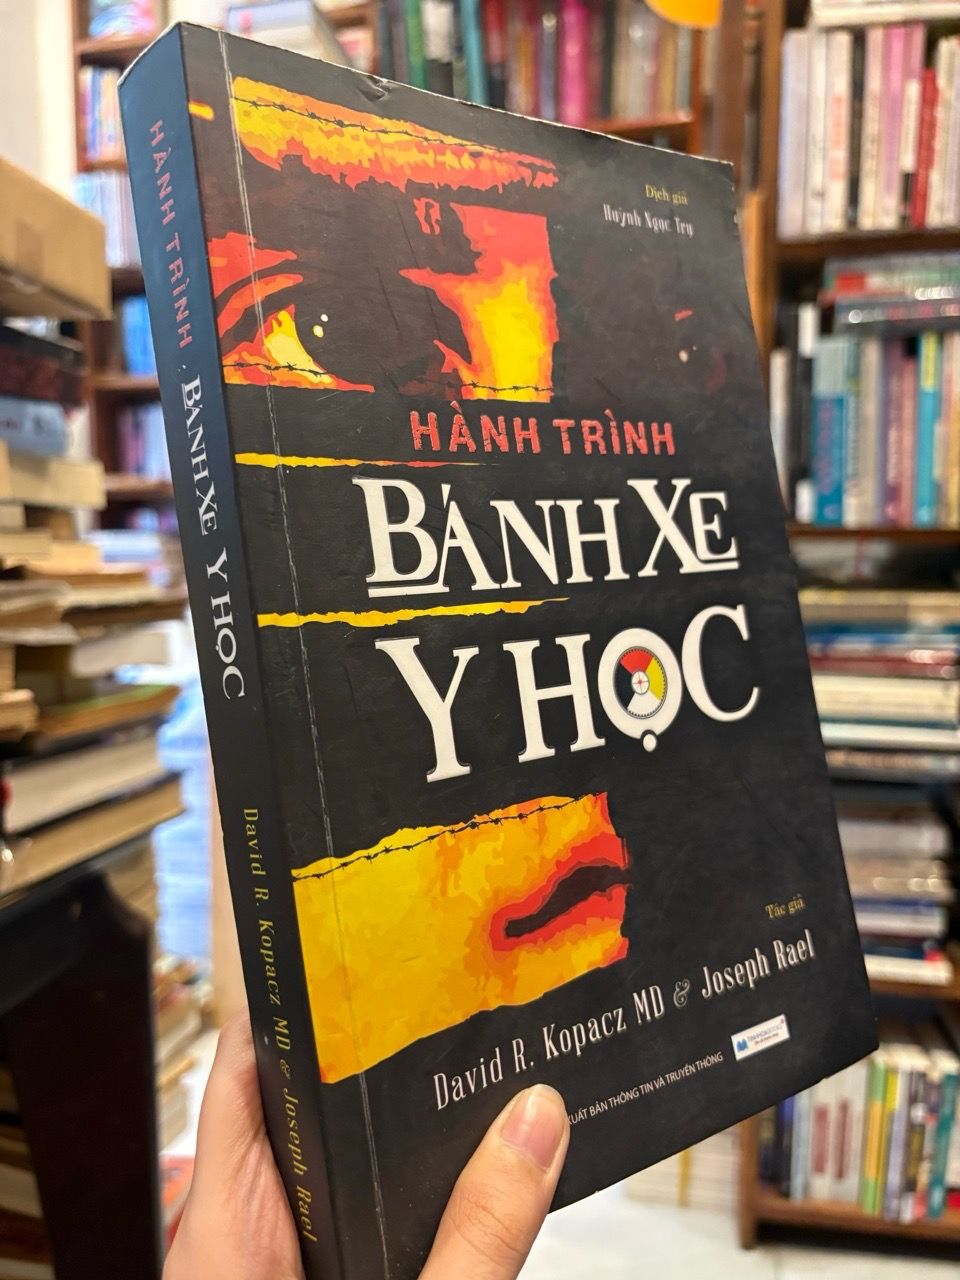 HÀNH TRÌNH : BÁNH XE Y HỌC David R. Kopacz MD & Joseph Rael
Dịch giả
Huỳnh Ngọc Trụ
HÀNH TRÌNH
BÁNH XE
Y HỌC
Tác giả
David R. Kopacz MD & Joseph Rael
XUẤT BẢN THÔNG TIN VÀ TRUYỀN THÔNG